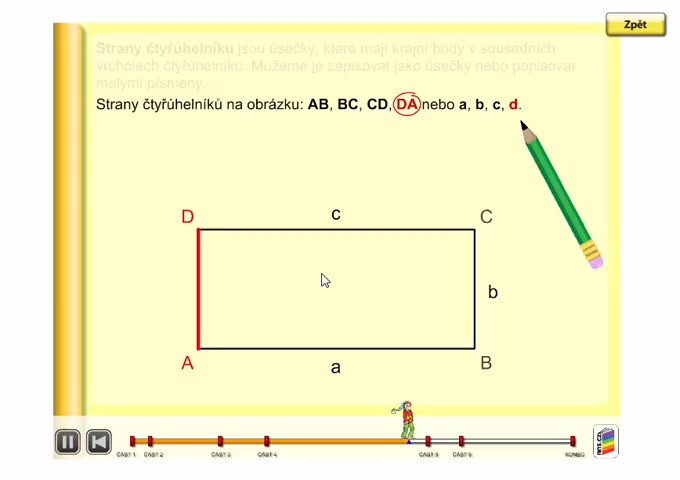 Zpět
Strany čtyřúhelníku jsou úsečky, které mají krajní body v sousedních
vrcholech čtyřúhelníků. Můžeme je zapisovat jako úsečky nebo popisovat
malými písmeny.
Strany čtyřúhelníků na obrázku: AB, BC, CD, DA nebo a, b, c, d.
D c C
b
A a B
ČÁST 1 ČÁST 2 ČÁST 3 ČÁST 4 ČÁST 5 ČÁST 6 KONEC